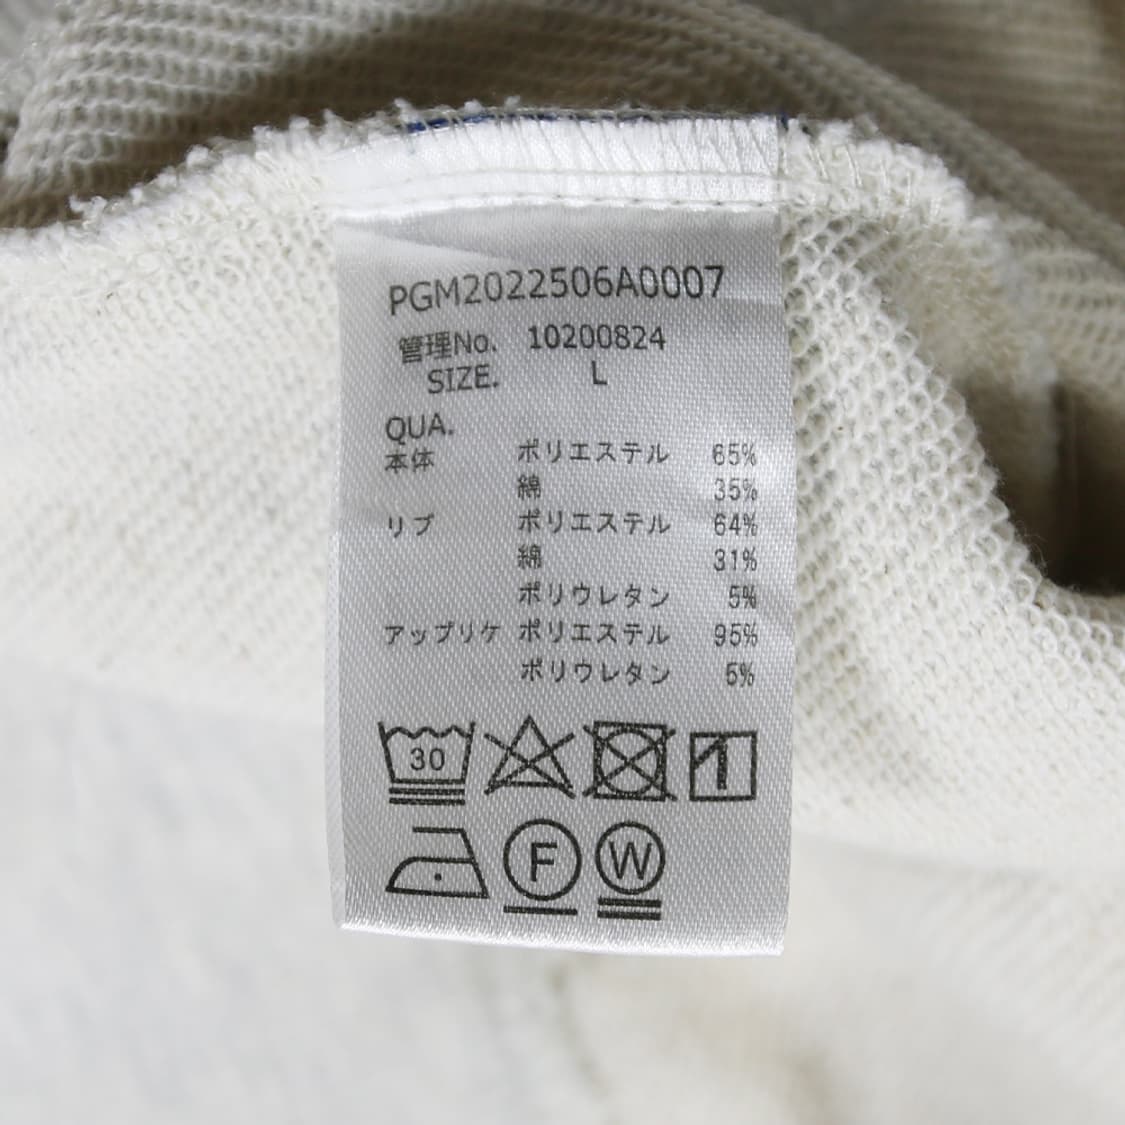 PGM2022506A0007
管理No. 10200824
SIZE. L
QUA.
本体 ポリエステル 65%
綿 35%
リブ ポリエステル 64%
綿 31%
ポリウレタン 5%
アップリケ ポリエステル 95%
ポリウレタン 5%
30
F W